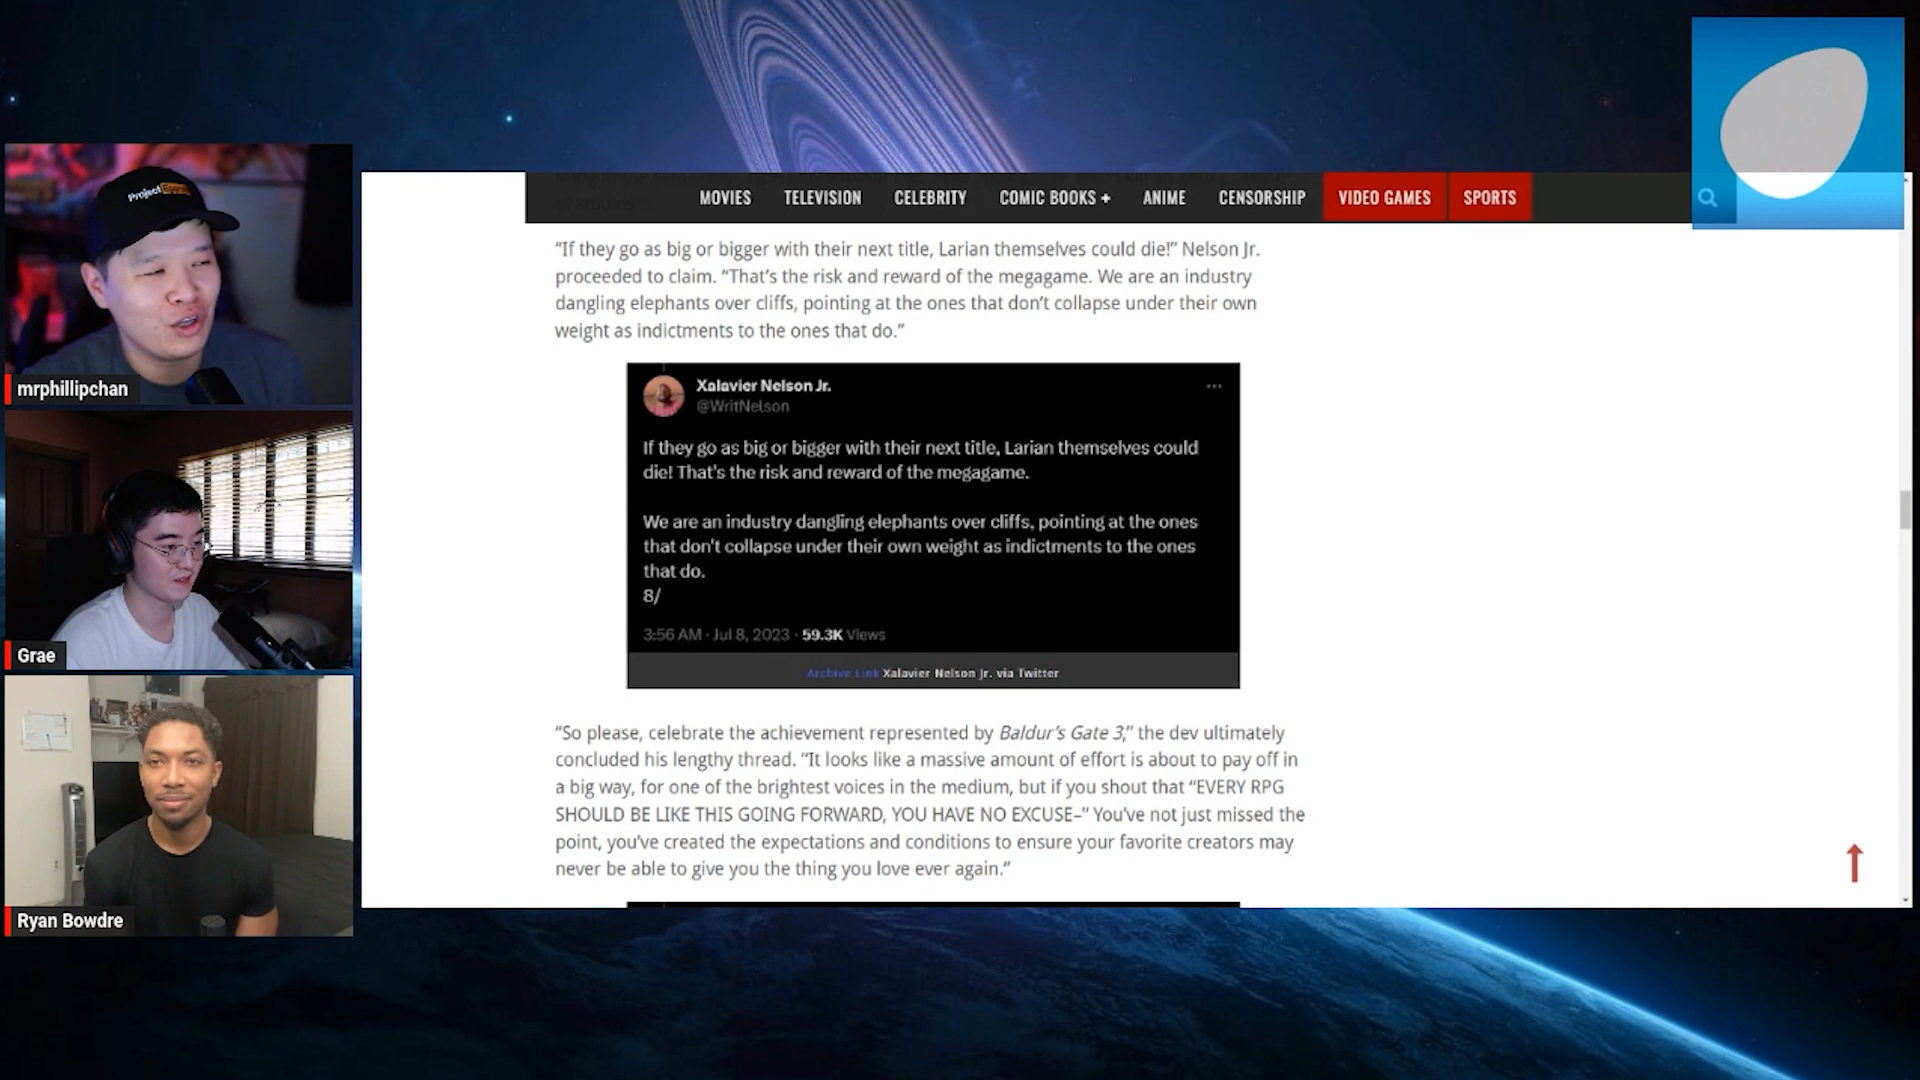 MOVIES TELEVISION CELEBRITY COMIC BOOKS + ANIME CENSORSHIP VIDEO GAMES SPORTS
“If they go as big or bigger with their next title, Larian themselves could die!” Nelson Jr.
proceeded to claim. “That’s the risk and reward of the megagame. We are an industry
dangling elephants over cliffs, pointing at the ones that don’t collapse under their own
weight as indictments to the ones that do.”
Xalavier Nelson Jr.
@WritNelson
If they go as big or bigger with their next title, Larian themselves could
die! That's the risk and reward of the megagame.
We are an industry dangling elephants over cliffs, pointing at the ones
that don't collapse under their own weight as indictments to the ones
that do.
8/
3:56 AM · Jul 8, 2023 · 59.3K Views
Archive Link Xalavier Nelson Jr. via Twitter
“So please, celebrate the achievement represented by Baldur’s Gate 3,” the dev ultimately
concluded his lengthy thread. “It looks like a massive amount of effort is about to pay off in
a big way, for one of the brightest voices in the medium, but if you shout that “EVERY RPG
SHOULD BE LIKE THIS GOING FORWARD, YOU HAVE NO EXCUSE–” You’ve not just missed the
point, you’ve created the expectations and conditions to ensure your favorite creators may
never be able to give you the thing you love ever again.”
Project
mrphillipchan
Grae
Ryan Bowdre